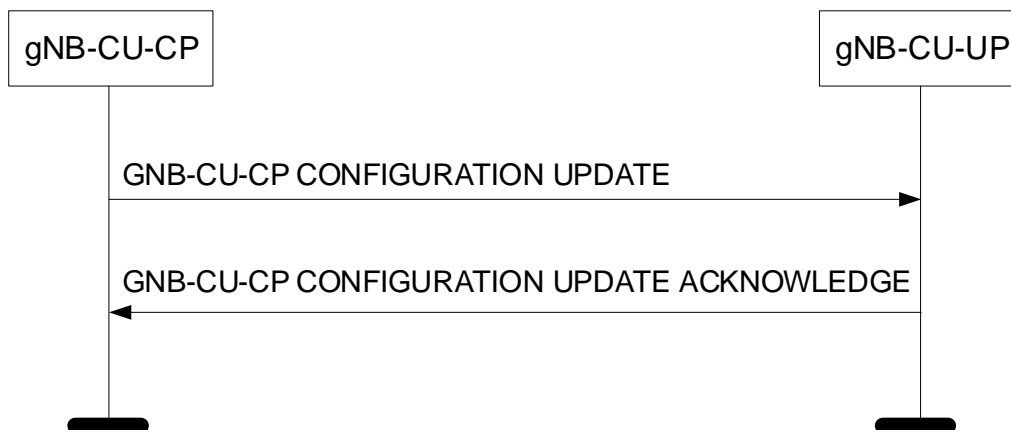 gNB-CU-CP
gNB-CU-UP
GNB-CU-CP CONFIGURATION UPDATE
GNB-CU-CP CONFIGURATION UPDATE ACKNOWLEDGE